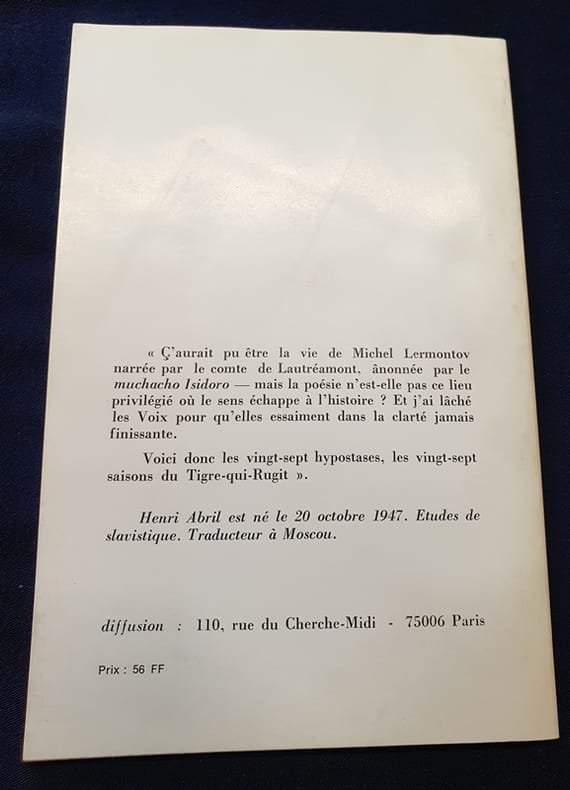 « Ç'aurait pu être la vie de Michel Lermontov
narrée par le comte de Lautréamont, ânonnée par le
muchacho Isidoro — mais la poésie n'est-elle pas ce lieu
privilégié où le sens échappe à l'histoire ? Et j'ai lâché
les Voix pour qu'elles essaiment dans la clarté jamais
finissante.
Voici donc les vingt-sept hypostases, les vingt-sept
saisons du Tigre-qui-Rugit ».
Henri Abril est né le 20 octobre 1947. Etudes de
slavistique. Traducteur à Moscou.
diffusion : 110, rue du Cherche-Midi - 75006 Paris
Prix : 56 FF